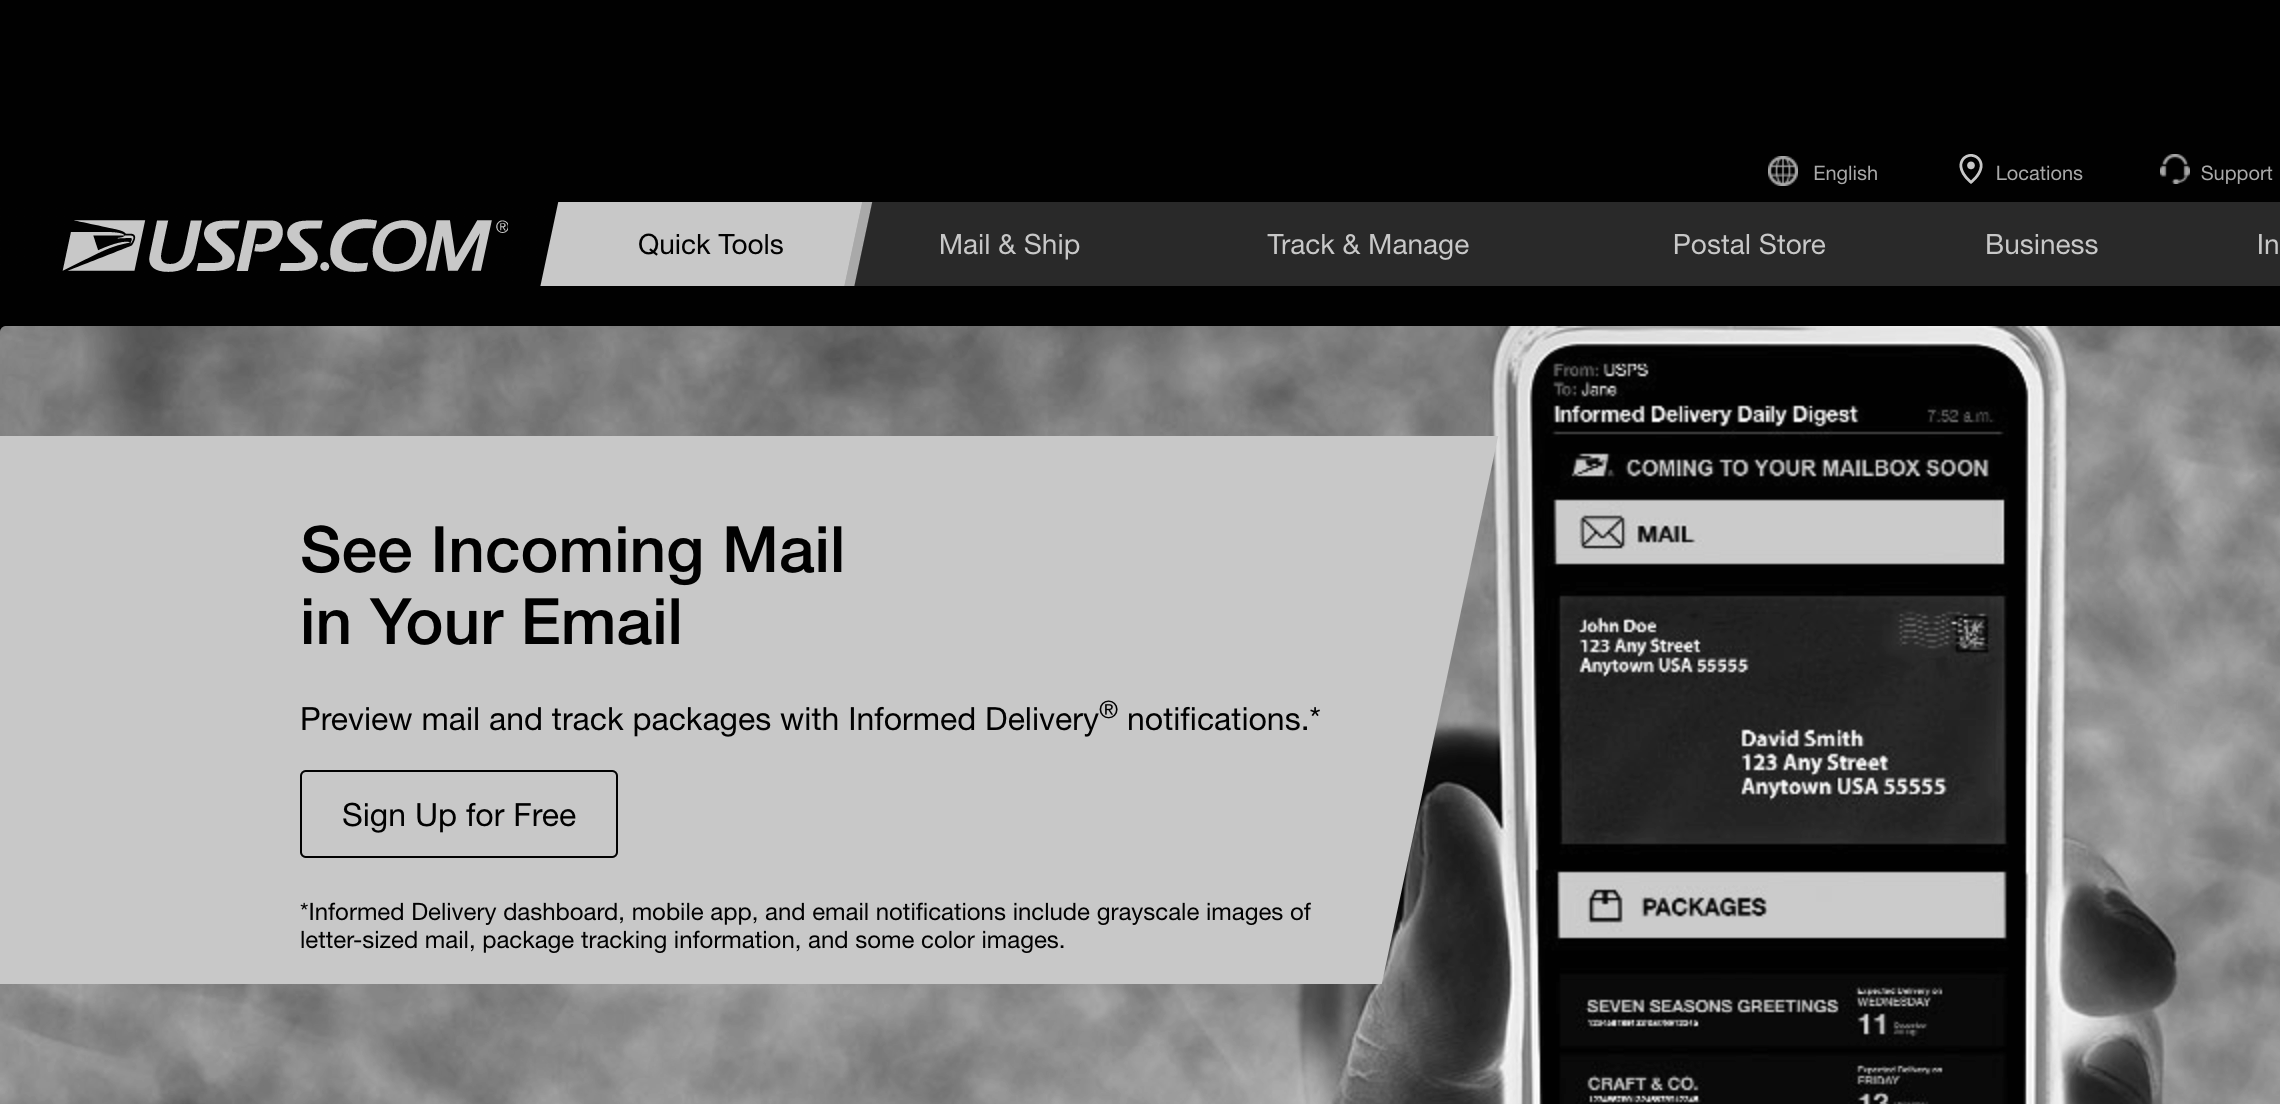 English
Locations
Support
USPS.COM®
Quick Tools
Mail & Ship
Track & Manage
Postal Store
Business
In
See Incoming Mail
in Your Email
Preview mail and track packages with Informed Delivery® notifications.*
Sign Up for Free
*Informed Delivery dashboard, mobile app, and email notifications include grayscale images of
letter-sized mail, package tracking information, and some color images.
From: USPS
To: Jane
Informed Delivery Daily Digest
7:52 a.m.
COMING TO YOUR MAILBOX SOON
MAIL
John Doe
123 Any Street
Anytown USA 55555
David Smith
123 Any Street
Anytown USA 55555
PACKAGES
SEVEN SEASONS GREETINGS
Expected Delivery on
WEDNESDAY
11
CRAFT & CO.
Expected Delivery on
FRIDAY